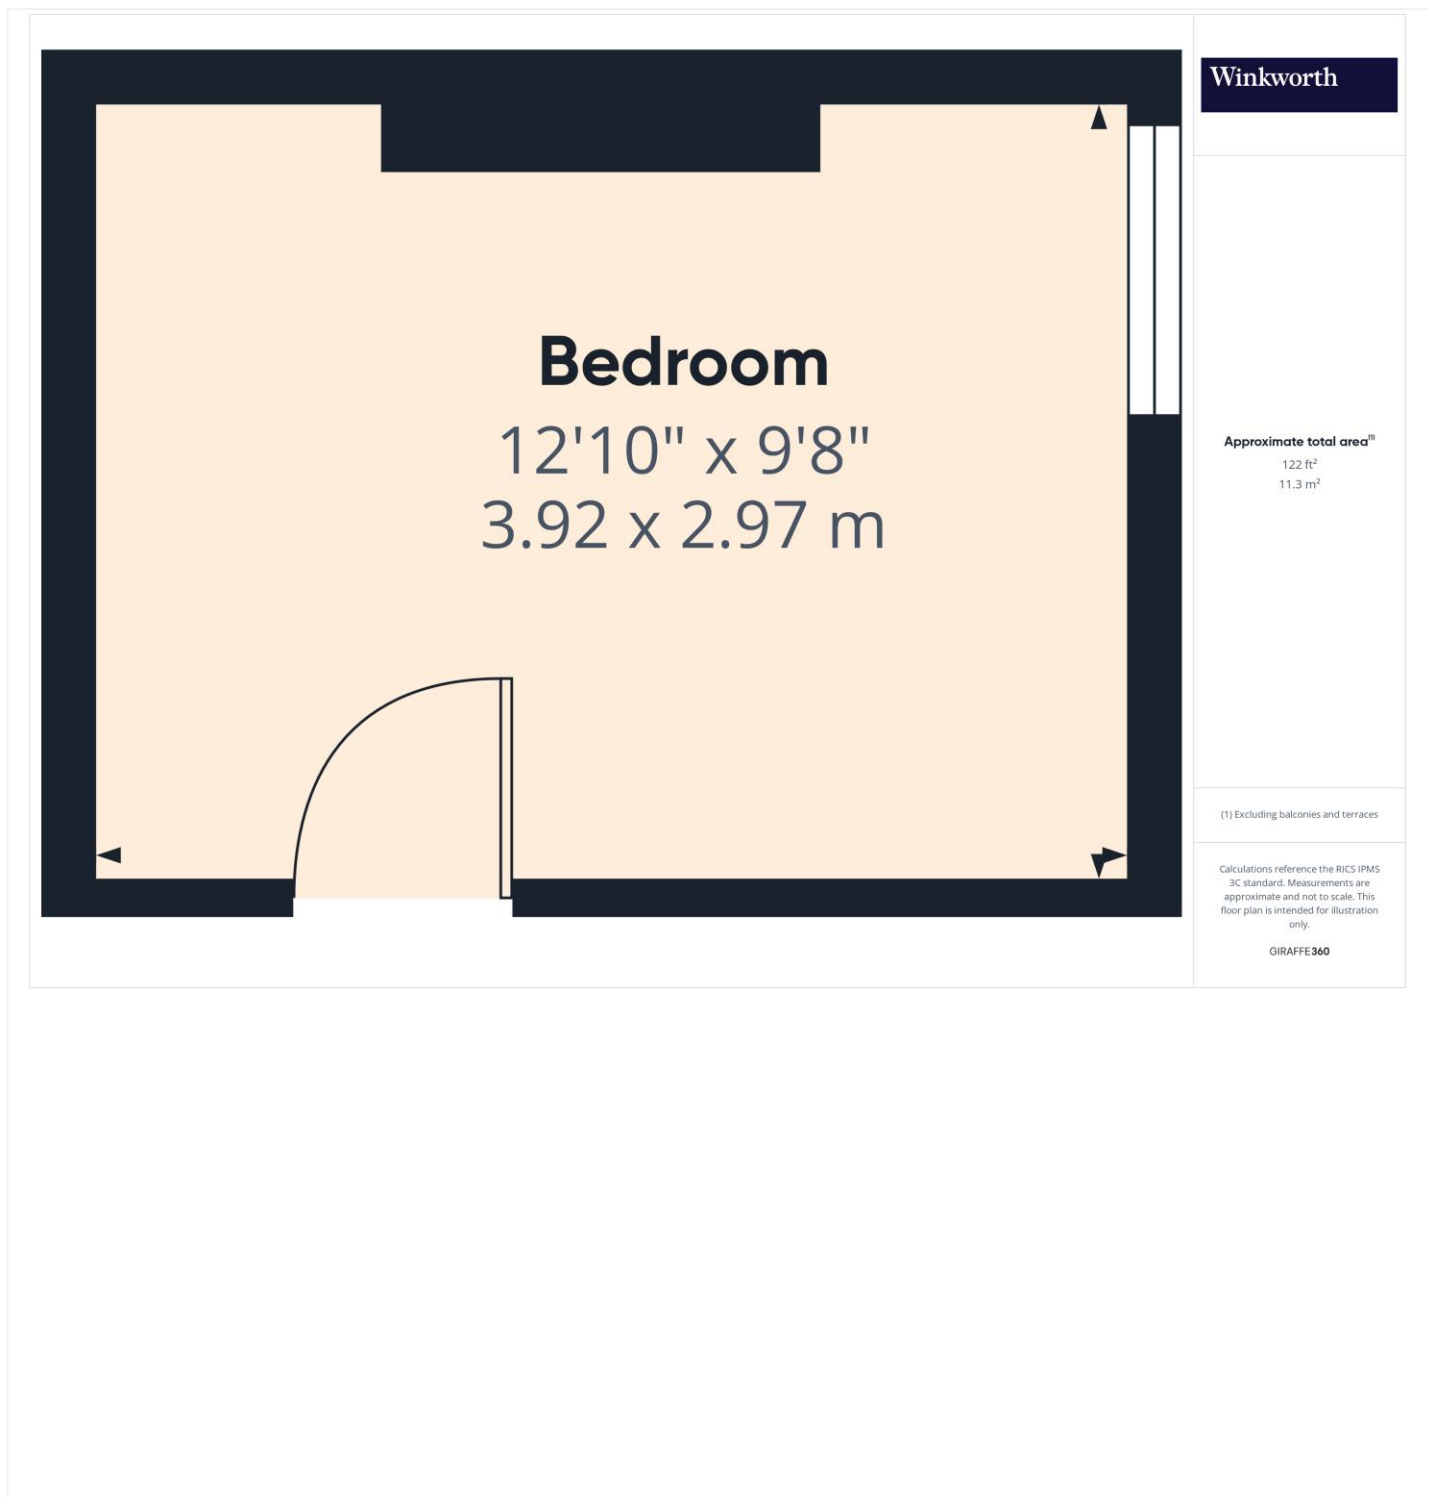 Winkworth
Bedroom
12'10" x 9'8"
3.92 x 2.97 m
Approximate total area(1)
122 ft²
11.3 m²
(1) Excluding balconies and terraces
Calculations reference the RICS IPMS
3C standard. Measurements are
approximate and not to scale. This
floor plan is intended for illustration
only.
GIRAFFE360